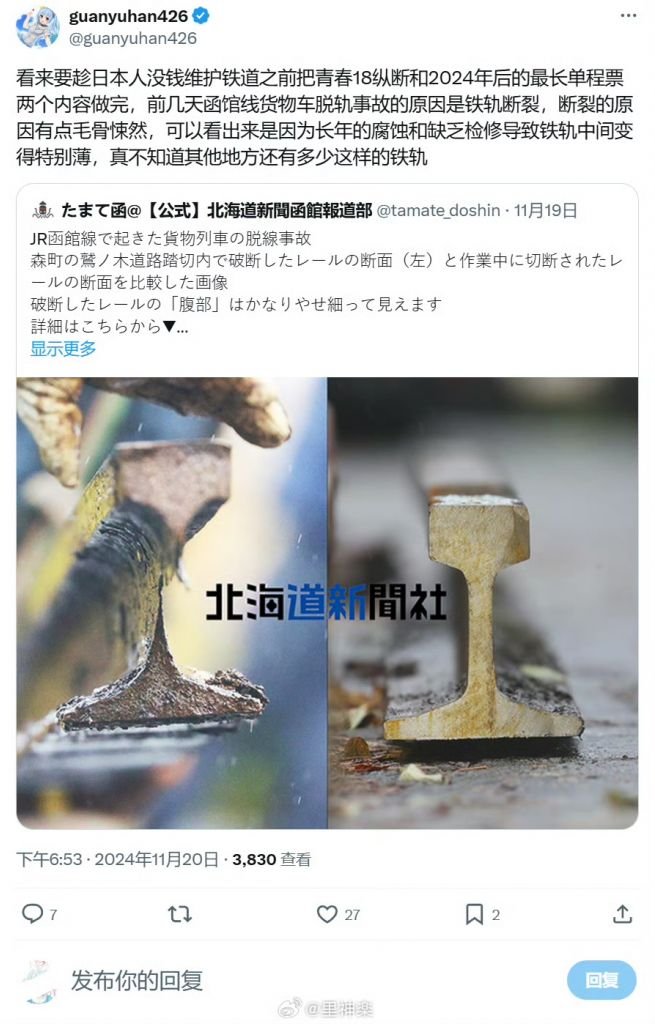 guanyuhan426
@guanyuhan426
看来要趁日本人没钱维护铁道之前把青春18纵断和2024年后的最长单程票
两个内容做完，前几天函馆线货物车脱轨事故的原因是铁轨断裂，断裂的原
因有点毛骨悚然，可以看出来是因为长年的腐蚀和缺乏检修导致铁轨中间变
得特别薄，真不知道其他地方还有多少这样的铁轨
たまて函@【公式】北海道新聞函館報道部 @tamate_doshin · 11月19日
JR函館線で起きた貨物列車の脱線事故
森町の鷲ノ木道路踏切内で破断したレールの断面（左）と作業中に切断されたレ
ールの断面を比較した画像
破断したレールの「腹部」はかなりやせ細って見えます
詳細はこちらから▼...
显示更多
北海道新聞社
下午6:53 · 2024年11月20日 · 3,830 查看
7
27
2
发布你的回复
回复
@里神楽